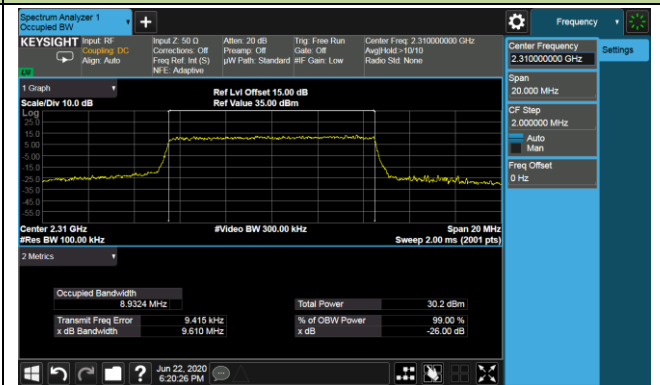 Spectrum Analyzer 1
Occupied BW
Frequency
KEYSIGHT
Input: RF
Coupling: DC
Align: Auto
Input Z: 50 Ω
Corrections: Off
Freq Ref: Int (S)
NFE: Adaptive
Atten: 20 dB
Preamp: Off
µW Path: Standard
Trig: Free Run
Gate: Off
#IF Gain: Low
Center Freq: 2.310000000 GHz
Avg|Hold:>10/10
Radio Std: None
Center Frequency
2.310000000 GHz
Settings
Span
20.000 MHz
CF Step
2.000000 MHz
Auto
Man
Freq Offset
0 Hz
1 Graph
Scale/Div 10.0 dB
Ref Lvl Offset 15.00 dB
Ref Value 35.00 dBm
Log
25.0
15.0
5.00
-5.00
-15.0
-25.0
-35.0
-45.0
-55.0
Center 2.31 GHz
#Res BW 100.00 kHz
#Video BW 300.00 kHz
Span 20 MHz
Sweep 2.00 ms (2001 pts)
2 Metrics
Occupied Bandwidth
8.9324 MHz
Total Power 30.2 dBm
Transmit Freq Error 9.415 kHz
% of OBW Power 99.00 %
x dB Bandwidth 9.610 MHz
x dB -26.00 dB
?
Jun 22, 2020
6:20:26 PM